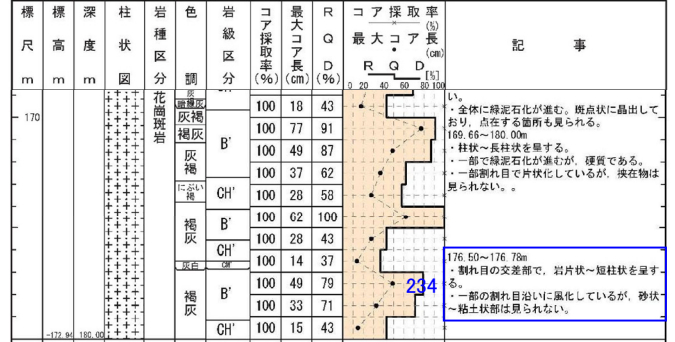 標尺 m
標高 m
深度 m
柱状図
岩種区分
色調
岩級区分
コア採取率(%)
最大コア長(cm)
RQD(%)
コア採取率(%)
最大コア長(cm)
RQD[%]
0 20 40 60 80 100
記事
170
花崗斑岩
灰
暗緑灰
灰褐
褐灰
灰褐
にぶい褐
褐灰
灰白
褐灰
B'
CH'
B'
CH'
CM'
B'
CH'
100 18 43
100 77 91
100 49 87
100 37 62
100 28 58
100 62 100
100 28 43
100 14 37
100 49 79
100 33 71
100 15 43
-172.94 180.00
234
い。
・全体に緑泥石化が進む。斑点状に晶出して
おり，点在する箇所も見られる。
169.66～180.00m
・柱状～長柱状を呈する。
・一部で緑泥石化が進むが，硬質である。
・一部割れ目で片状化しているが，挟在物は
見られない。。
176.50～176.78m
・割れ目の交差部で，岩片状～短柱状を呈す
る。
・一部の割れ目沿いに風化しているが，砂状
～粘土状部は見られない。